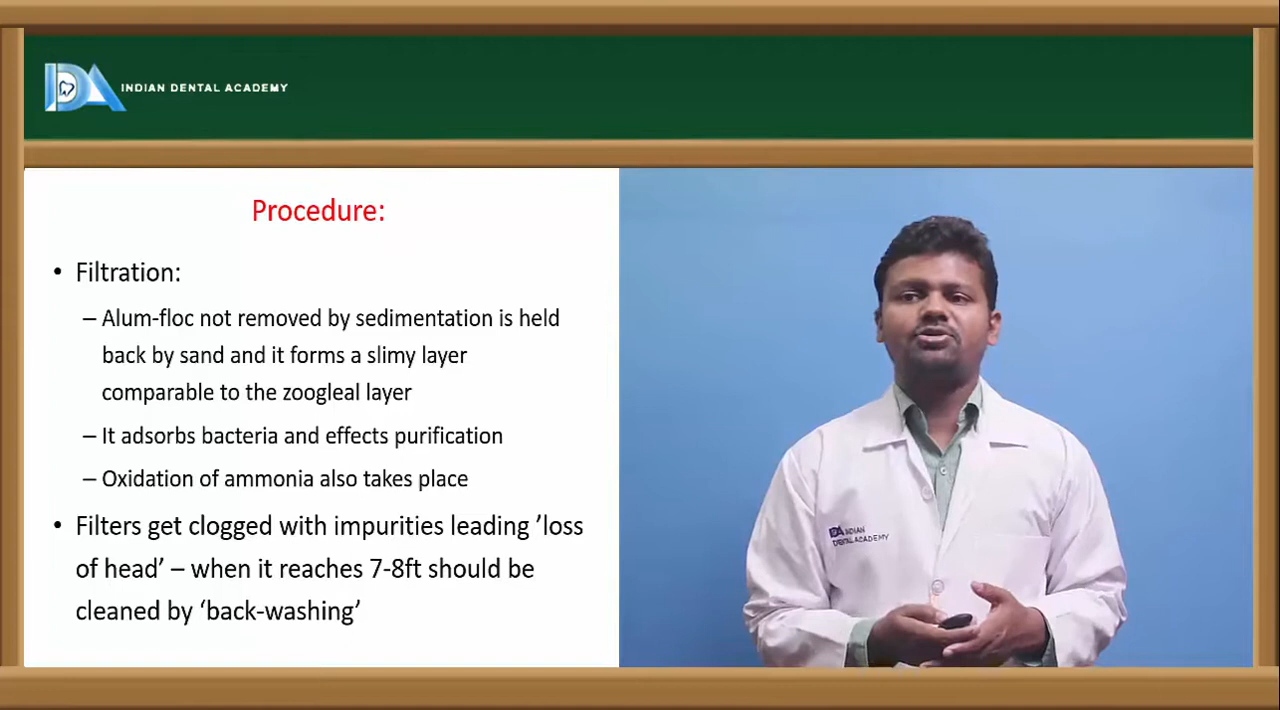 INDIAN DENTAL ACADEMY
Procedure:
• Filtration:
– Alum-floc not removed by sedimentation is held
back by sand and it forms a slimy layer
comparable to the zoogleal layer
– It adsorbs bacteria and effects purification
– Oxidation of ammonia also takes place
• Filters get clogged with impurities leading ’loss
of head’ – when it reaches 7-8ft should be
cleaned by ‘back-washing’
INDIAN
DENTAL ACADEMY